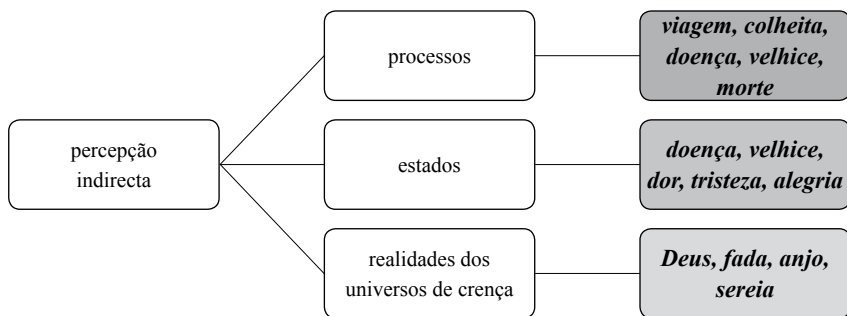 percepção
indirecta
processos
viagem, colheita,
doença, velhice,
morte
estados
doença, velhice,
dor, tristeza, alegria
realidades dos
universos de crença
Deus, fada, anjo,
sereia